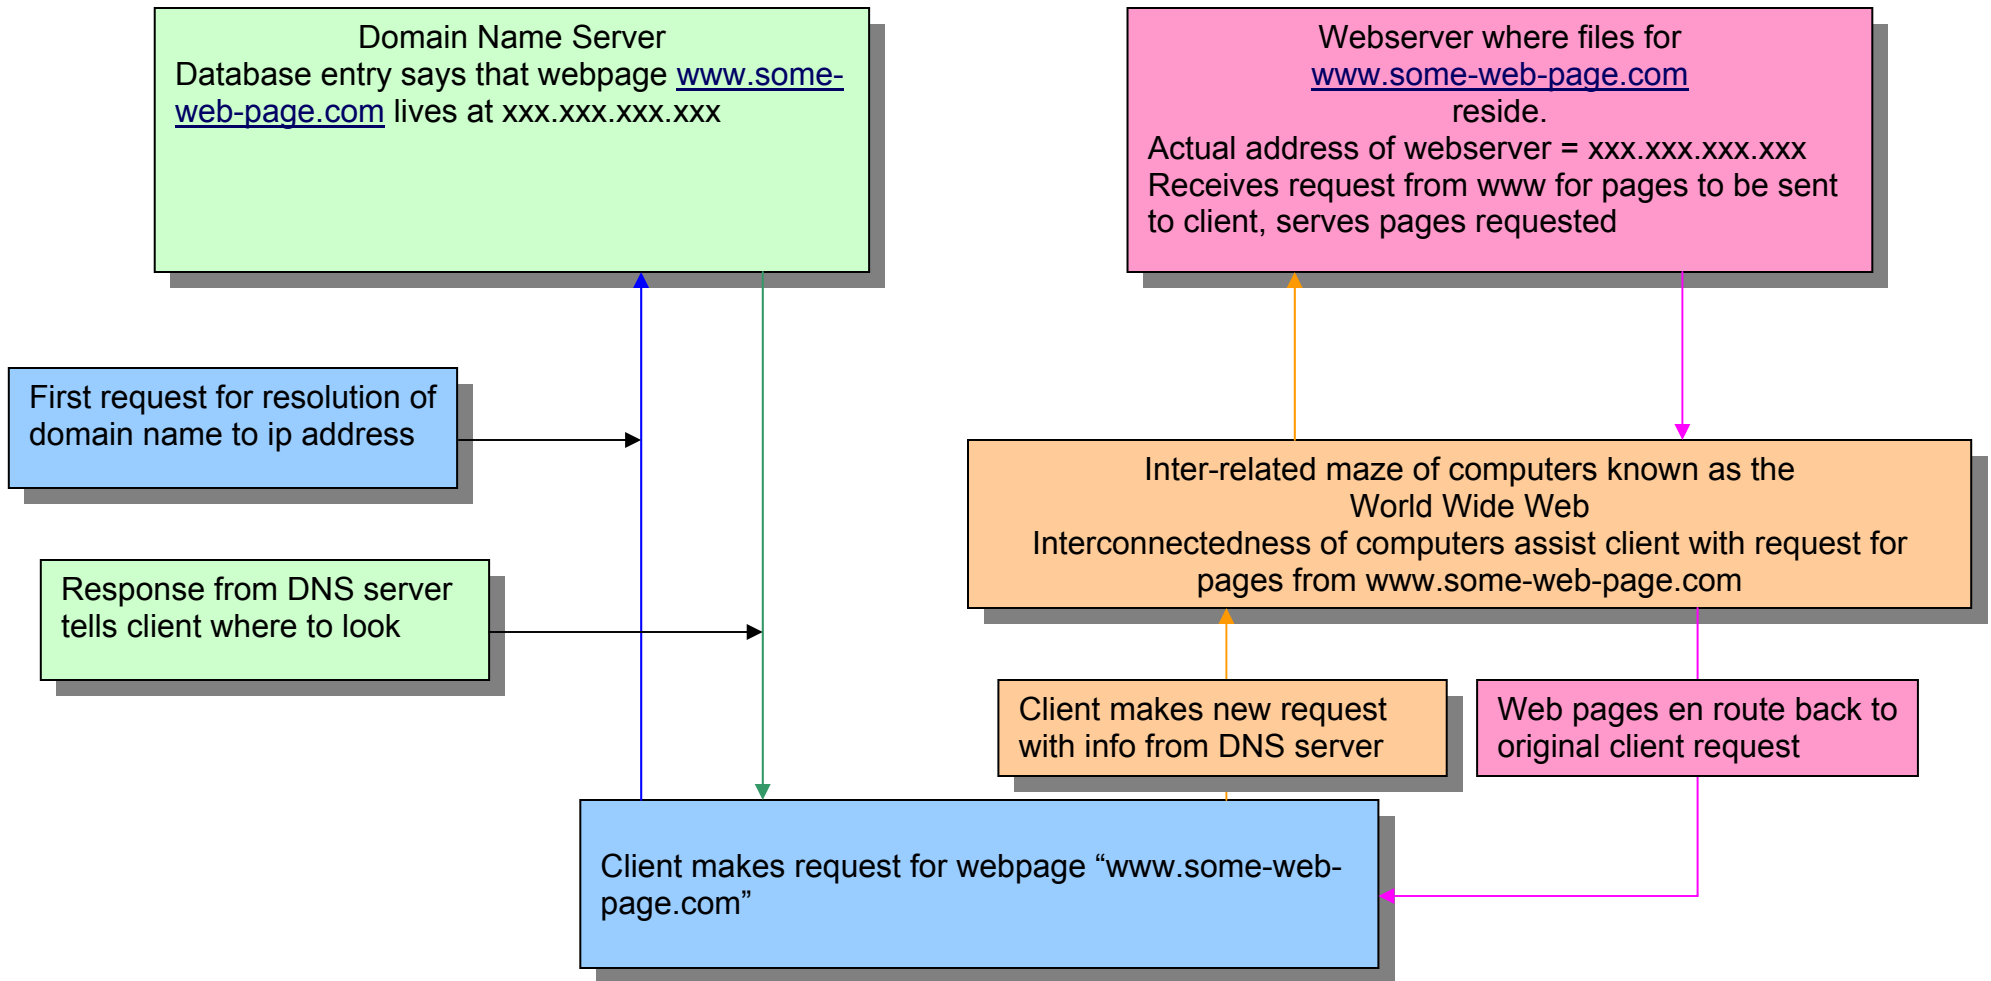 Domain Name Server
Database entry says that webpage www.some-
web-page.com lives at xxx.xxx.xxx.xxx
Webserver where files for
www.some-web-page.com
reside.
Actual address of webserver = xxx.xxx.xxx.xxx
Receives request from www for pages to be sent
to client, serves pages requested
First request for resolution of
domain name to ip address
Inter-related maze of computers known as the
World Wide Web
Interconnectedness of computers assist client with request for
pages from www.some-web-page.com
Response from DNS server
tells client where to look
Client makes new request
with info from DNS server
Web pages en route back to
original client request
Client makes request for webpage “www.some-web-
page.com”